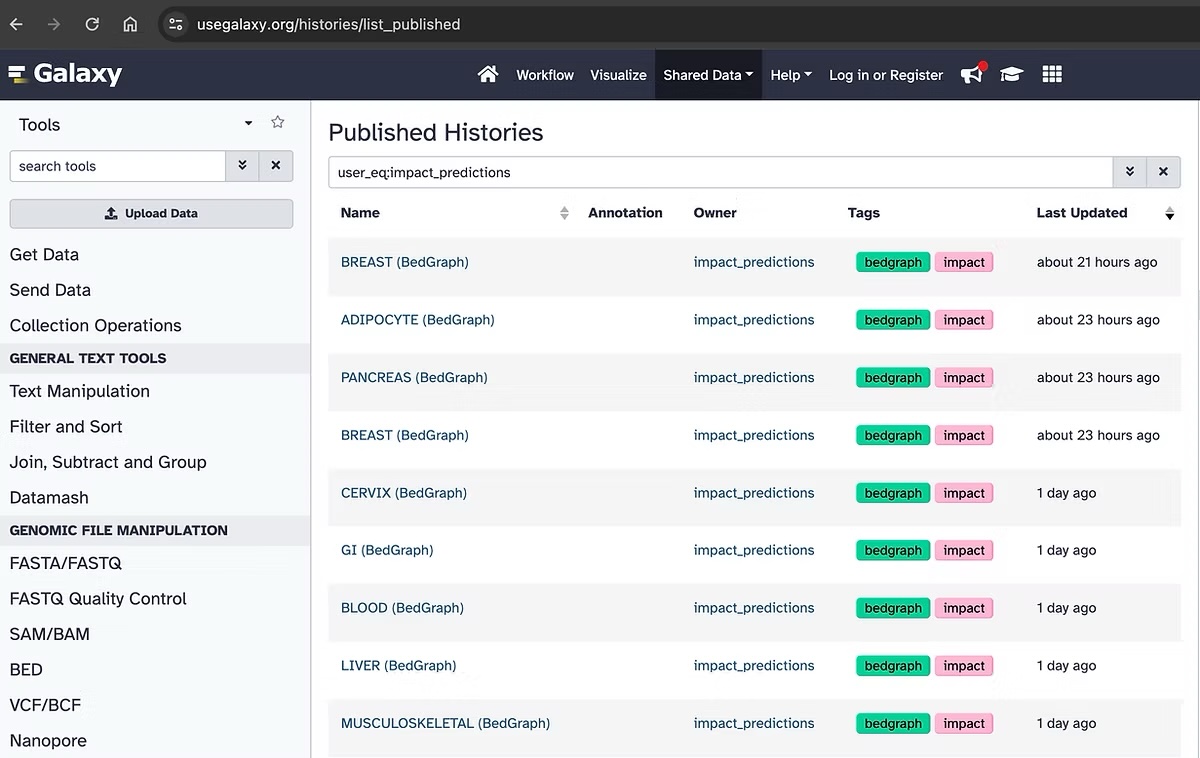 usegalaxy.org/histories/list_published
Galaxy
Workflow Visualize Shared Data Help Log in or Register
Tools
search tools
Upload Data
Get Data
Send Data
Collection Operations
GENERAL TEXT TOOLS
Text Manipulation
Filter and Sort
Join, Subtract and Group
Datamash
GENOMIC FILE MANIPULATION
FASTA/FASTQ
FASTQ Quality Control
SAM/BAM
BED
VCF/BCF
Nanopore
Published Histories
user_eq:impact_predictions
Name Annotation Owner Tags Last Updated
BREAST (BedGraph) impact_predictions bedgraph impact about 21 hours ago
ADIPOCYTE (BedGraph) impact_predictions bedgraph impact about 23 hours ago
PANCREAS (BedGraph) impact_predictions bedgraph impact about 23 hours ago
BREAST (BedGraph) impact_predictions bedgraph impact about 23 hours ago
CERVIX (BedGraph) impact_predictions bedgraph impact 1 day ago
GI (BedGraph) impact_predictions bedgraph impact 1 day ago
BLOOD (BedGraph) impact_predictions bedgraph impact 1 day ago
LIVER (BedGraph) impact_predictions bedgraph impact 1 day ago
MUSCULOSKELETAL (BedGraph) impact_predictions bedgraph impact 1 day ago